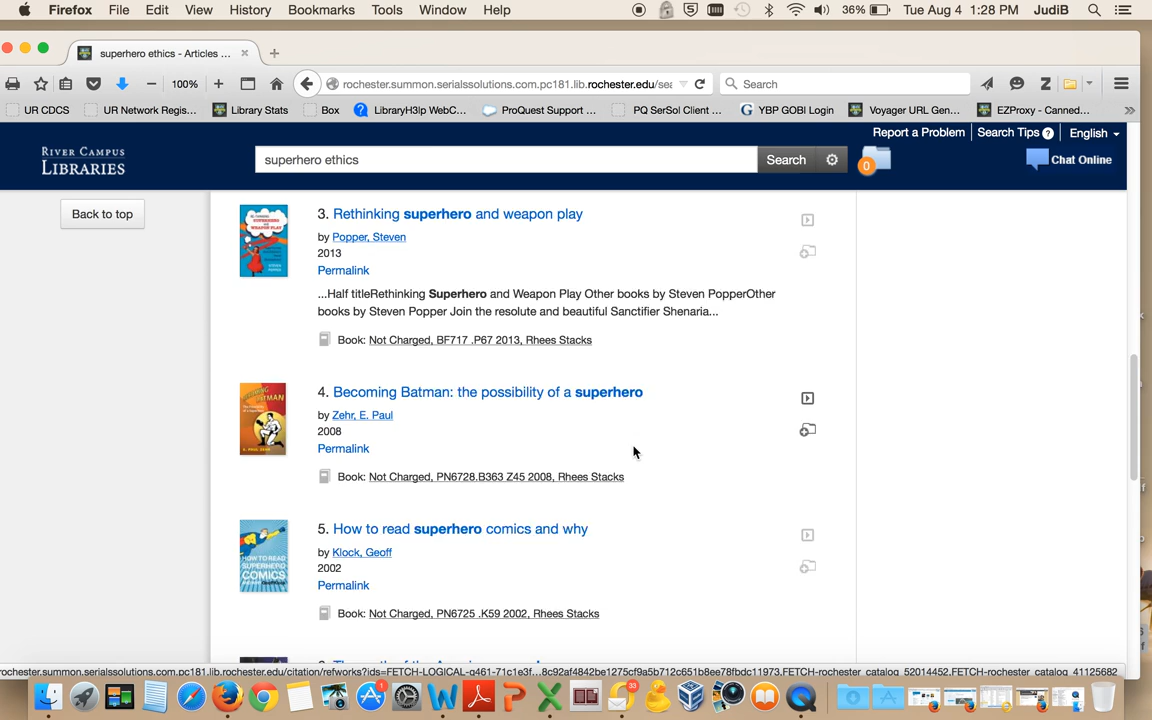 Firefox File Edit View History Bookmarks Tools Window Help 36% Tue Aug 4 1:28 PM JudiB
superhero ethics - Articles ... × +
100% rochester.summon.serialssolutions.com.pc181.lib.rochester.edu/sea Search
UR CDCS UR Network Regis... Library Stats Box LibraryH3lp WebC... ProQuest Support ... PQ SerSol Client ... YBP GOBI Login Voyager URL Gen... EZProxy - Canned... »
Report a Problem Search Tips ? English
RIVER CAMPUS
LIBRARIES
superhero ethics Search 0 Chat Online
Back to top
3. Rethinking superhero and weapon play
by Popper, Steven
2013
Permalink
...Half titleRethinking Superhero and Weapon Play Other books by Steven PopperOther
books by Steven Popper Join the resolute and beautiful Sanctifier Shenaria...
Book: Not Charged, BF717 .P67 2013, Rhees Stacks
4. Becoming Batman: the possibility of a superhero
by Zehr, E. Paul
2008
Permalink
Book: Not Charged, PN6728.B363 Z45 2008, Rhees Stacks
5. How to read superhero comics and why
by Klock, Geoff
2002
Permalink
HOW TO READ
SUPERHERO
COMICS
Book: Not Charged, PN6725 .K59 2002, Rhees Stacks
33